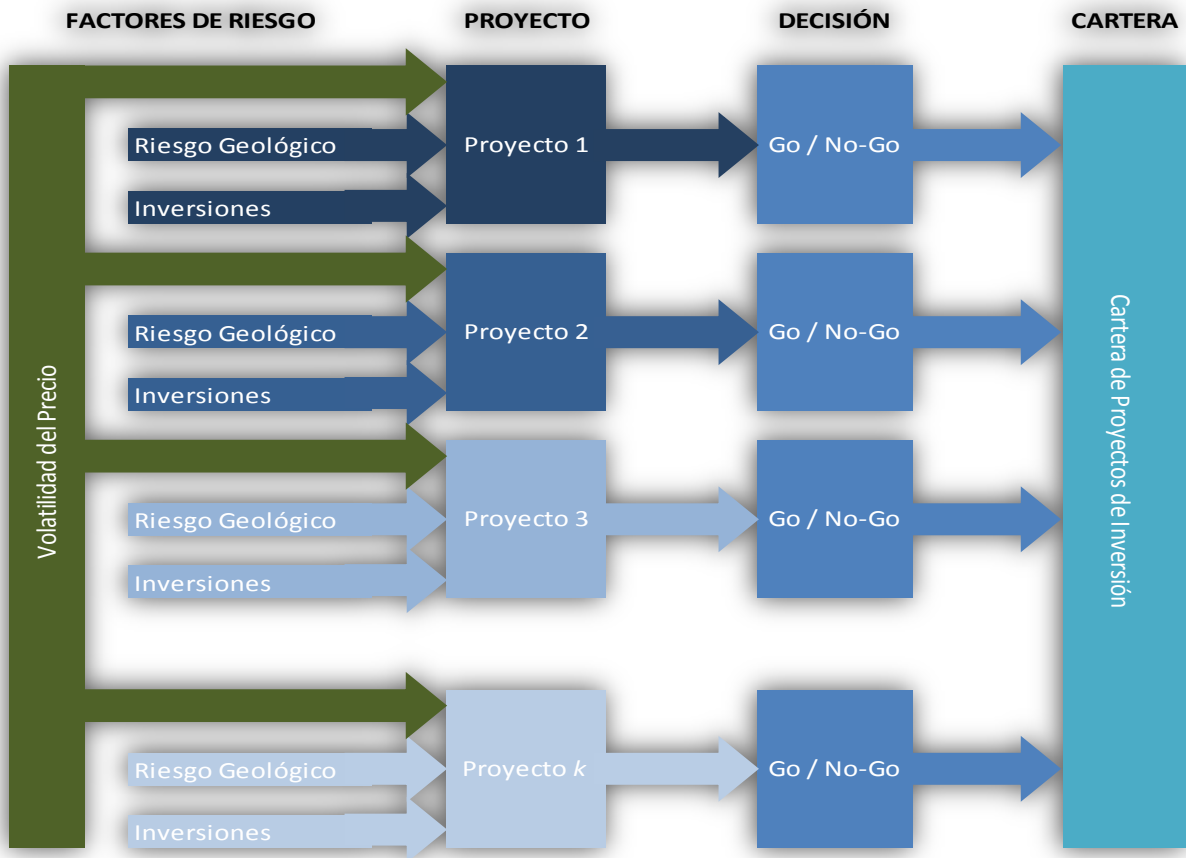 FACTORES DE RIESGO
PROYECTO
DECISIÓN
CARTERA
Volatilidad del Precio
Riesgo Geológico
Inversiones
Proyecto 1
Go / No-Go
Riesgo Geológico
Inversiones
Proyecto 2
Go / No-Go
Riesgo Geológico
Inversiones
Proyecto 3
Go / No-Go
Riesgo Geológico
Inversiones
Proyecto k
Go / No-Go
Cartera de Proyectos de Inversión